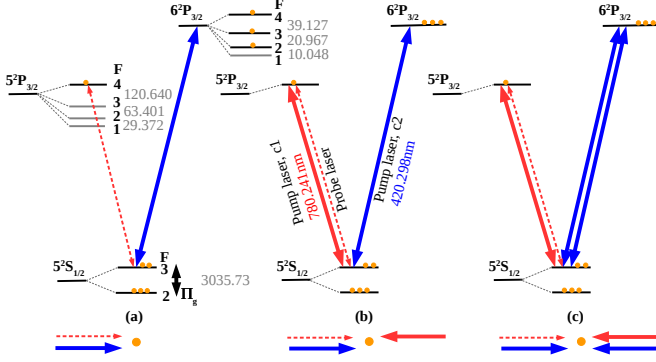 6²P₃/₂
F
4
3
2
1
39.127
20.967
10.048
5²P₃/₂
F
4
3
2
1
120.640
63.401
29.372
5²S₁/₂
F
3
2
Πg
3035.73
(a)
6²P₃/₂
5²P₃/₂
Pump laser, c1
780.241nm
Probe laser
Pump laser, c2
420.298nm
5²S₁/₂
(b)
6²P₃/₂
5²P₃/₂
5²S₁/₂
(c)